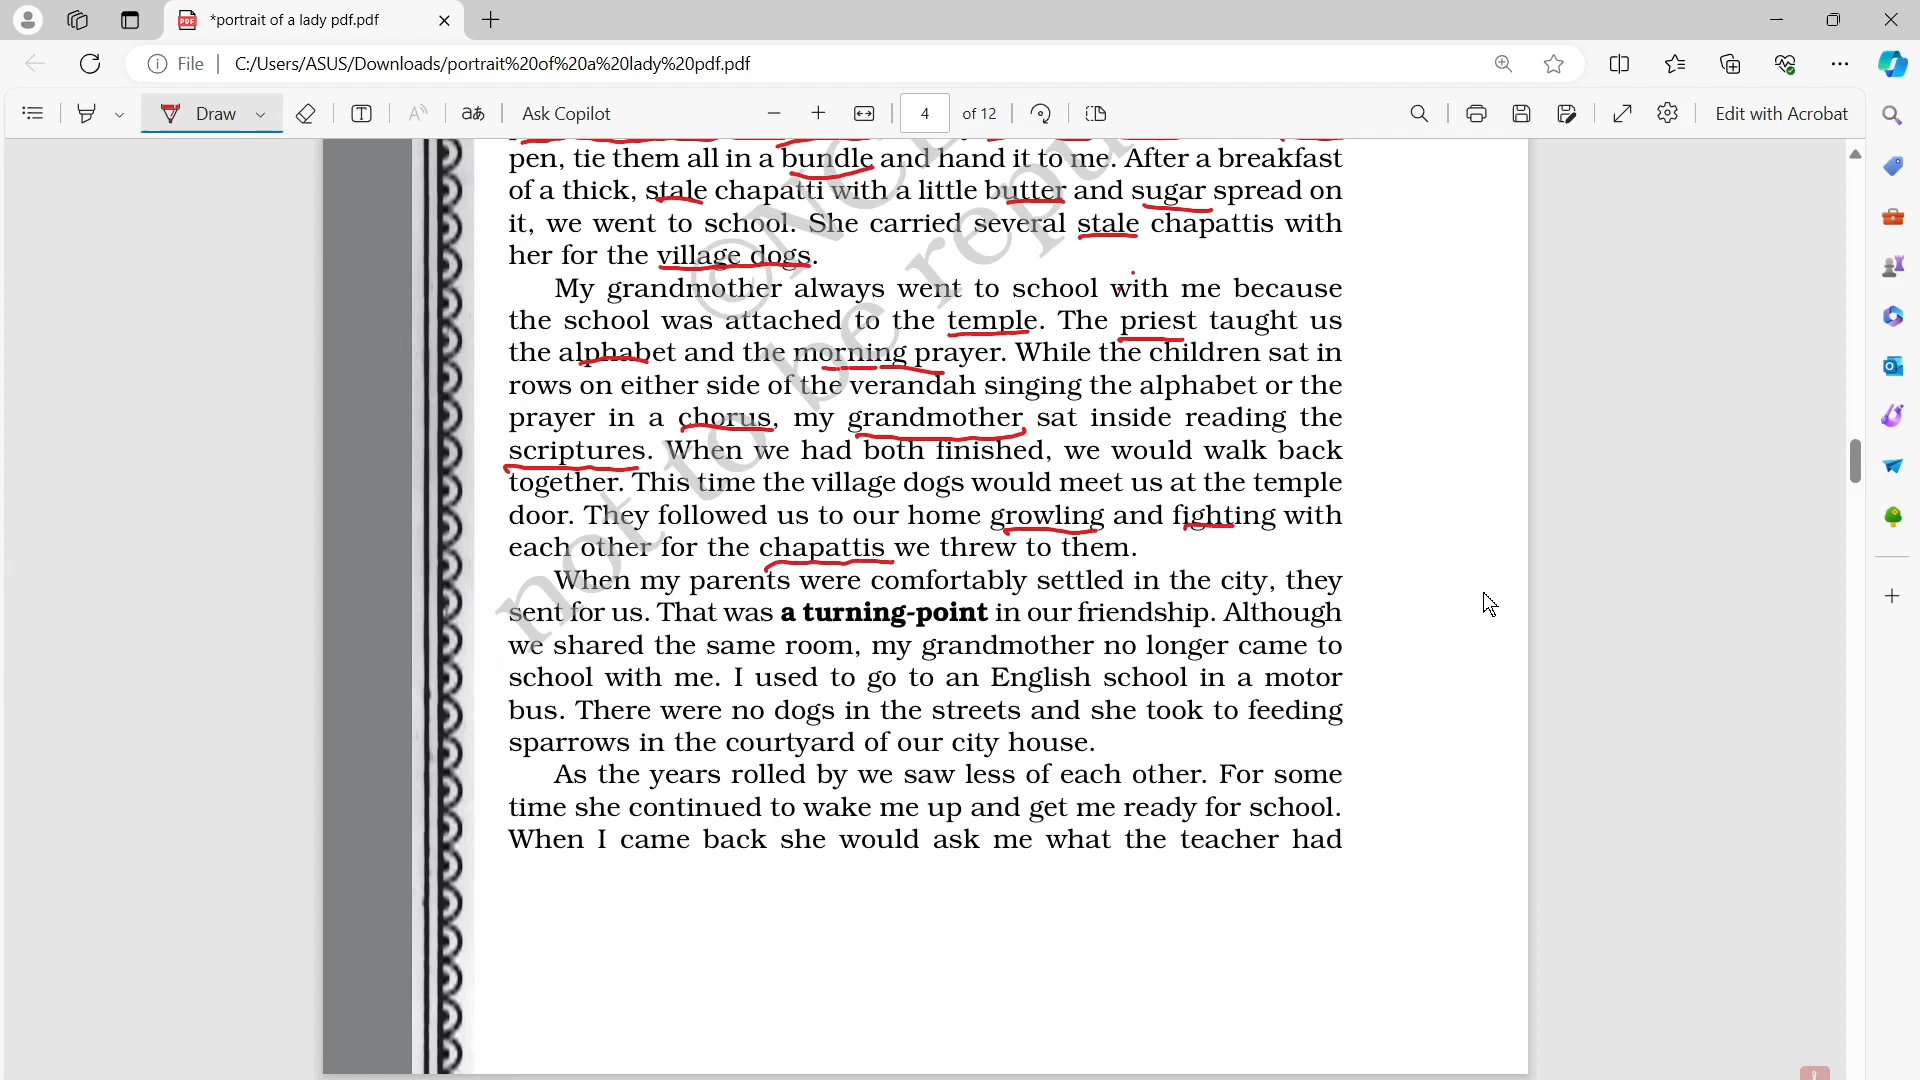 *portrait of a lady pdf.pdf
File C:/Users/ASUS/Downloads/portrait%20of%20a%20lady%20pdf.pdf
Draw aあ Ask Copilot 4 of 12 Edit with Acrobat
pen, tie them all in a bundle and hand it to me. After a breakfast
of a thick, stale chapatti with a little butter and sugar spread on
it, we went to school. She carried several stale chapattis with
her for the village dogs.
My grandmother always went to school with me because
the school was attached to the temple. The priest taught us
the alphabet and the morning prayer. While the children sat in
rows on either side of the verandah singing the alphabet or the
prayer in a chorus, my grandmother sat inside reading the
scriptures. When we had both finished, we would walk back
together. This time the village dogs would meet us at the temple
door. They followed us to our home growling and fighting with
each other for the chapattis we threw to them.
When my parents were comfortably settled in the city, they
sent for us. That was a turning-point in our friendship. Although
we shared the same room, my grandmother no longer came to
school with me. I used to go to an English school in a motor
bus. There were no dogs in the streets and she took to feeding
sparrows in the courtyard of our city house.
As the years rolled by we saw less of each other. For some
time she continued to wake me up and get me ready for school.
When I came back she would ask me what the teacher had
not to be